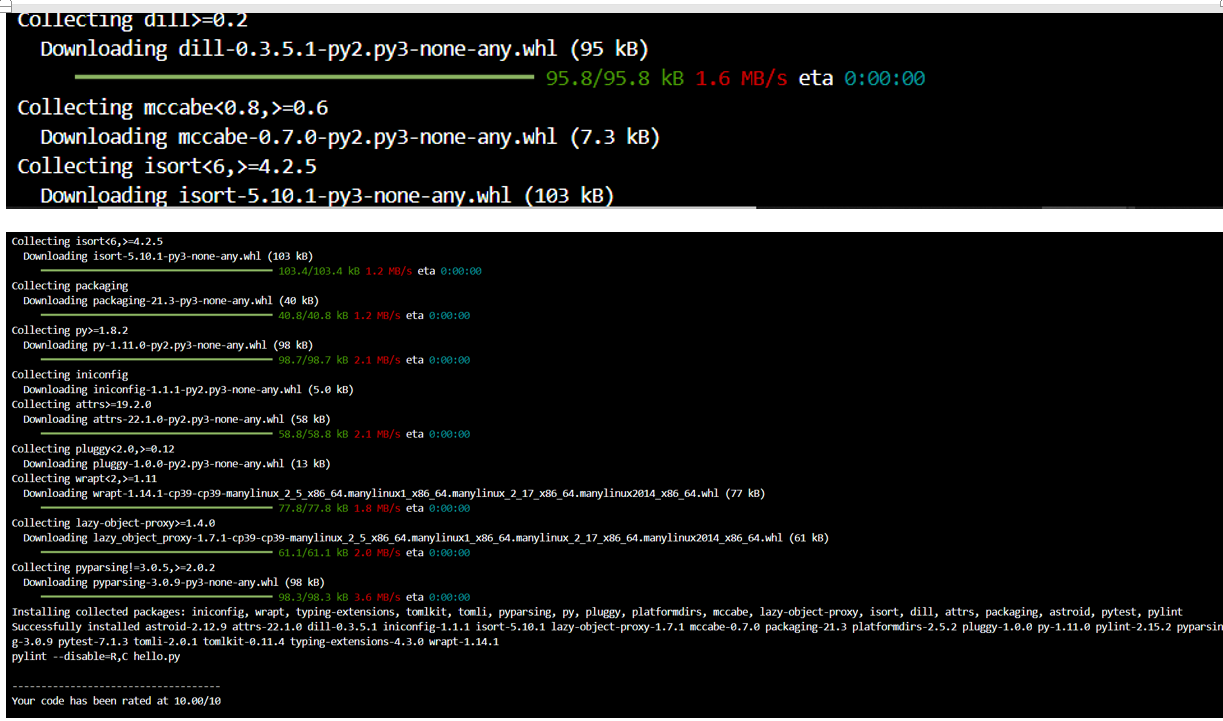 Collecting dill>=0.2
Downloading dill-0.3.5.1-py2.py3-none-any.whl (95 kB)
95.8/95.8 kB 1.6 MB/s eta 0:00:00
Collecting mccabe<0.8,>=0.6
Downloading mccabe-0.7.0-py2.py3-none-any.whl (7.3 kB)
Collecting isort<6,>=4.2.5
Downloading isort-5.10.1-py3-none-any.whl (103 kB)
Collecting isort<6,>=4.2.5
Downloading isort-5.10.1-py3-none-any.whl (103 kB)
103.4/103.4 kB 1.2 MB/s eta 0:00:00
Collecting packaging
Downloading packaging-21.3-py3-none-any.whl (40 kB)
40.8/40.8 kB 1.2 MB/s eta 0:00:00
Collecting py>=1.8.2
Downloading py-1.11.0-py2.py3-none-any.whl (98 kB)
98.7/98.7 kB 2.1 MB/s eta 0:00:00
Collecting iniconfig
Downloading iniconfig-1.1.1-py2.py3-none-any.whl (5.0 kB)
Collecting attrs>=19.2.0
Downloading attrs-22.1.0-py2.py3-none-any.whl (58 kB)
58.8/58.8 kB 2.1 MB/s eta 0:00:00
Collecting pluggy<2.0,>=0.12
Downloading pluggy-1.0.0-py2.py3-none-any.whl (13 kB)
Collecting wrapt<2,>=1.11
Downloading wrapt-1.14.1-cp39-cp39-manylinux_2_5_x86_64.manylinux1_x86_64.manylinux_2_17_x86_64.manylinux2014_x86_64.whl (77 kB)
77.8/77.8 kB 1.8 MB/s eta 0:00:00
Collecting lazy-object-proxy>=1.4.0
Downloading lazy_object_proxy-1.7.1-cp39-cp39-manylinux_2_5_x86_64.manylinux1_x86_64.manylinux_2_17_x86_64.manylinux2014_x86_64.whl (61 kB)
61.1/61.1 kB 2.0 MB/s eta 0:00:00
Collecting pyparsing!=3.0.5,>=2.0.2
Downloading pyparsing-3.0.9-py3-none-any.whl (98 kB)
98.3/98.3 kB 3.6 MB/s eta 0:00:00
Installing collected packages: iniconfig, wrapt, typing-extensions, tomlkit, tomli, pyparsing, py, pluggy, platformdirs, mccabe, lazy-object-proxy, isort, dill, attrs, packaging, astroid, pytest, pylint
Successfully installed astroid-2.12.9 attrs-22.1.0 dill-0.3.5.1 iniconfig-1.1.1 isort-5.10.1 lazy-object-proxy-1.7.1 mccabe-0.7.0 packaging-21.3 platformdirs-2.5.2 pluggy-1.0.0 py-1.11.0 pylint-2.15.2 pyparsin
g-3.0.9 pytest-7.1.3 tomli-2.0.1 tomlkit-0.11.4 typing-extensions-4.3.0 wrapt-1.14.1
pylint --disable=R,C hello.py
------------------------------------
Your code has been rated at 10.00/10